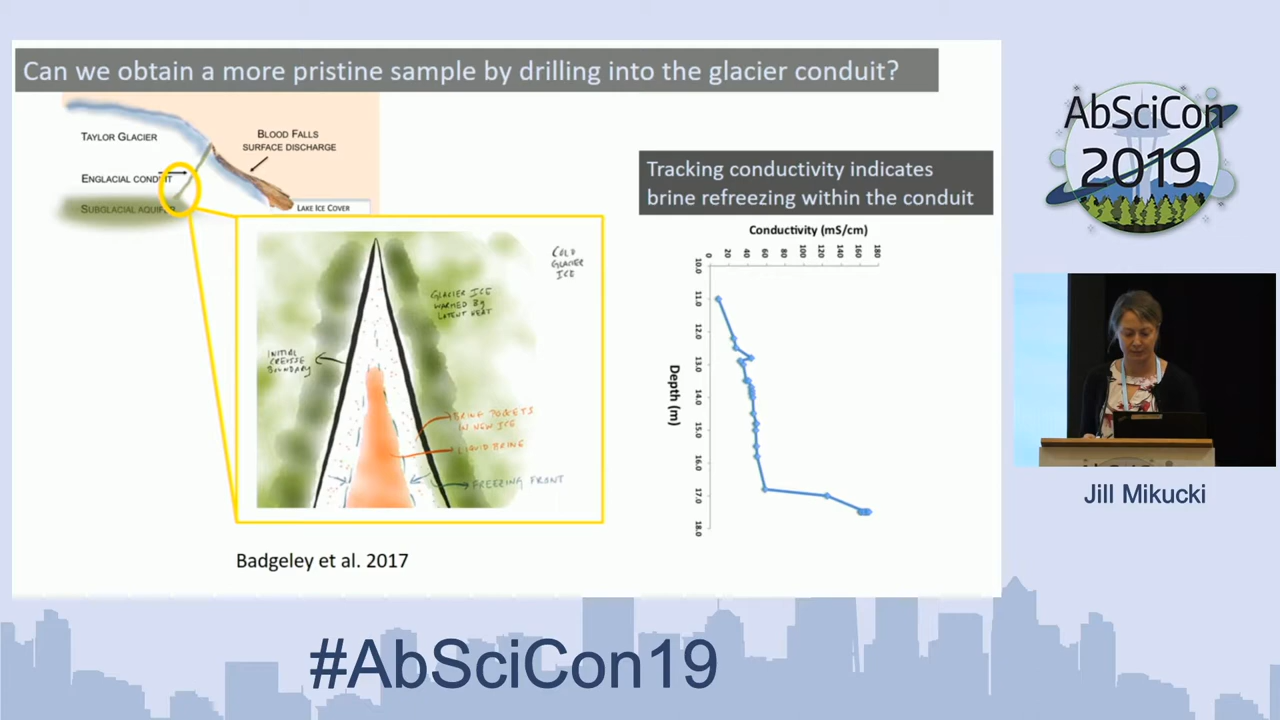 Can we obtain a more pristine sample by drilling into the glacier conduit?
TAYLOR GLACIER
BLOOD FALLS
SURFACE DISCHARGE
ENGLACIAL CONDUIT
SUBGLACIAL AQUIFER
LAKE ICE COVER
COLD
GLACIER
ICE
GLACIER ICE
WARMED BY
LATENT HEAT
INITIAL
CREVASSE
BOUNDARY
BRINE POCKETS
IN NEW ICE
LIQUID BRINE
FREEZING FRONT
Badgeley et al. 2017
Tracking conductivity indicates
brine refreezing within the conduit
Conductivity (mS/cm)
0 20 40 60 80 100 120 140 160 180
Depth (m)
10.0
11.0
12.0
13.0
14.0
15.0
16.0
17.0
18.0
AbSciCon
2019
Jill Mikucki
#AbSciCon19